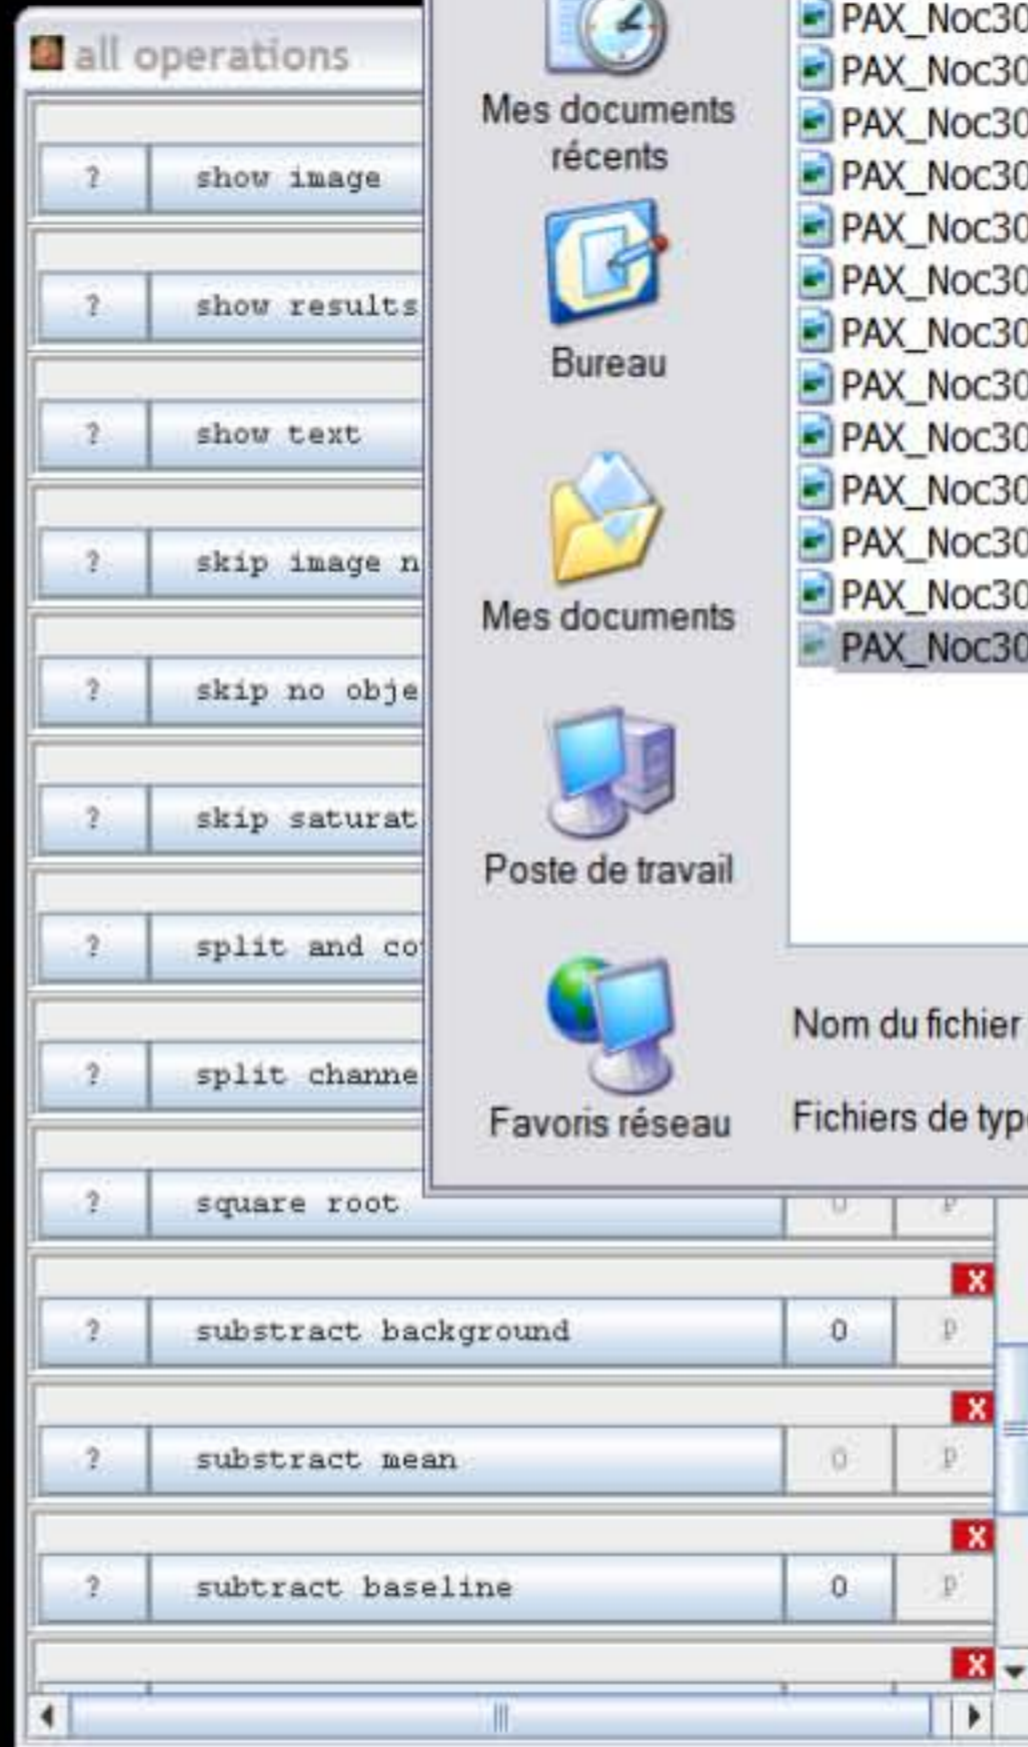 all operations
? show image
? show results
? show text
? skip image n
? skip no obje
? skip saturat
? split and co
? split channe
? square root 0 P
X
? substract background 0 P
X
? substract mean 0 P
X
? subtract baseline 0 P
X
Mes documents
récents
Bureau
Mes documents
Poste de travail
Favoris réseau
PAX_Noc30
PAX_Noc30
PAX_Noc30
PAX_Noc30
PAX_Noc30
PAX_Noc30
PAX_Noc30
PAX_Noc30
PAX_Noc30
PAX_Noc30
PAX_Noc30
PAX_Noc30
PAX_Noc30
Nom du fichier
Fichiers de type